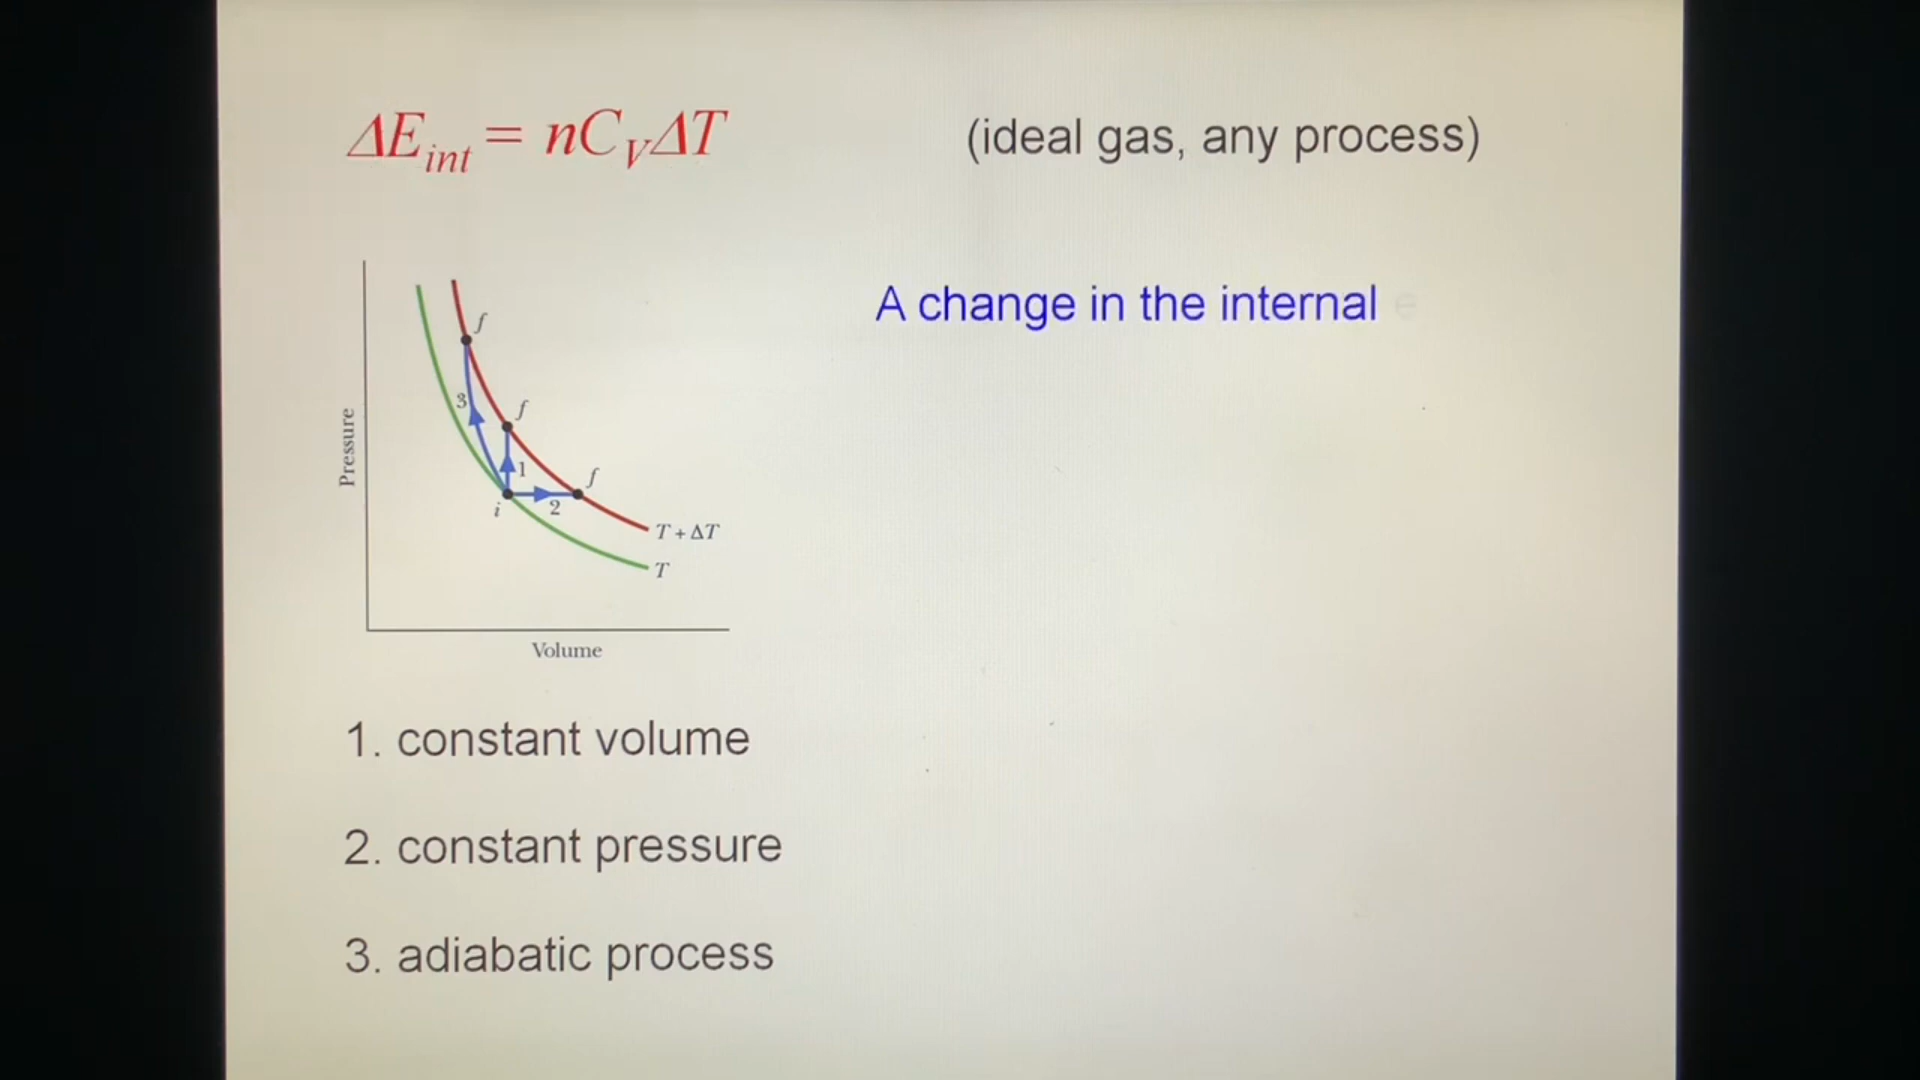 ΔE_int = nC_VΔT (ideal gas, any process)
A change in the internal e
f
f
f
3
1
2
i
T + ΔT
T
Pressure
Volume
1. constant volume
2. constant pressure
3. adiabatic process